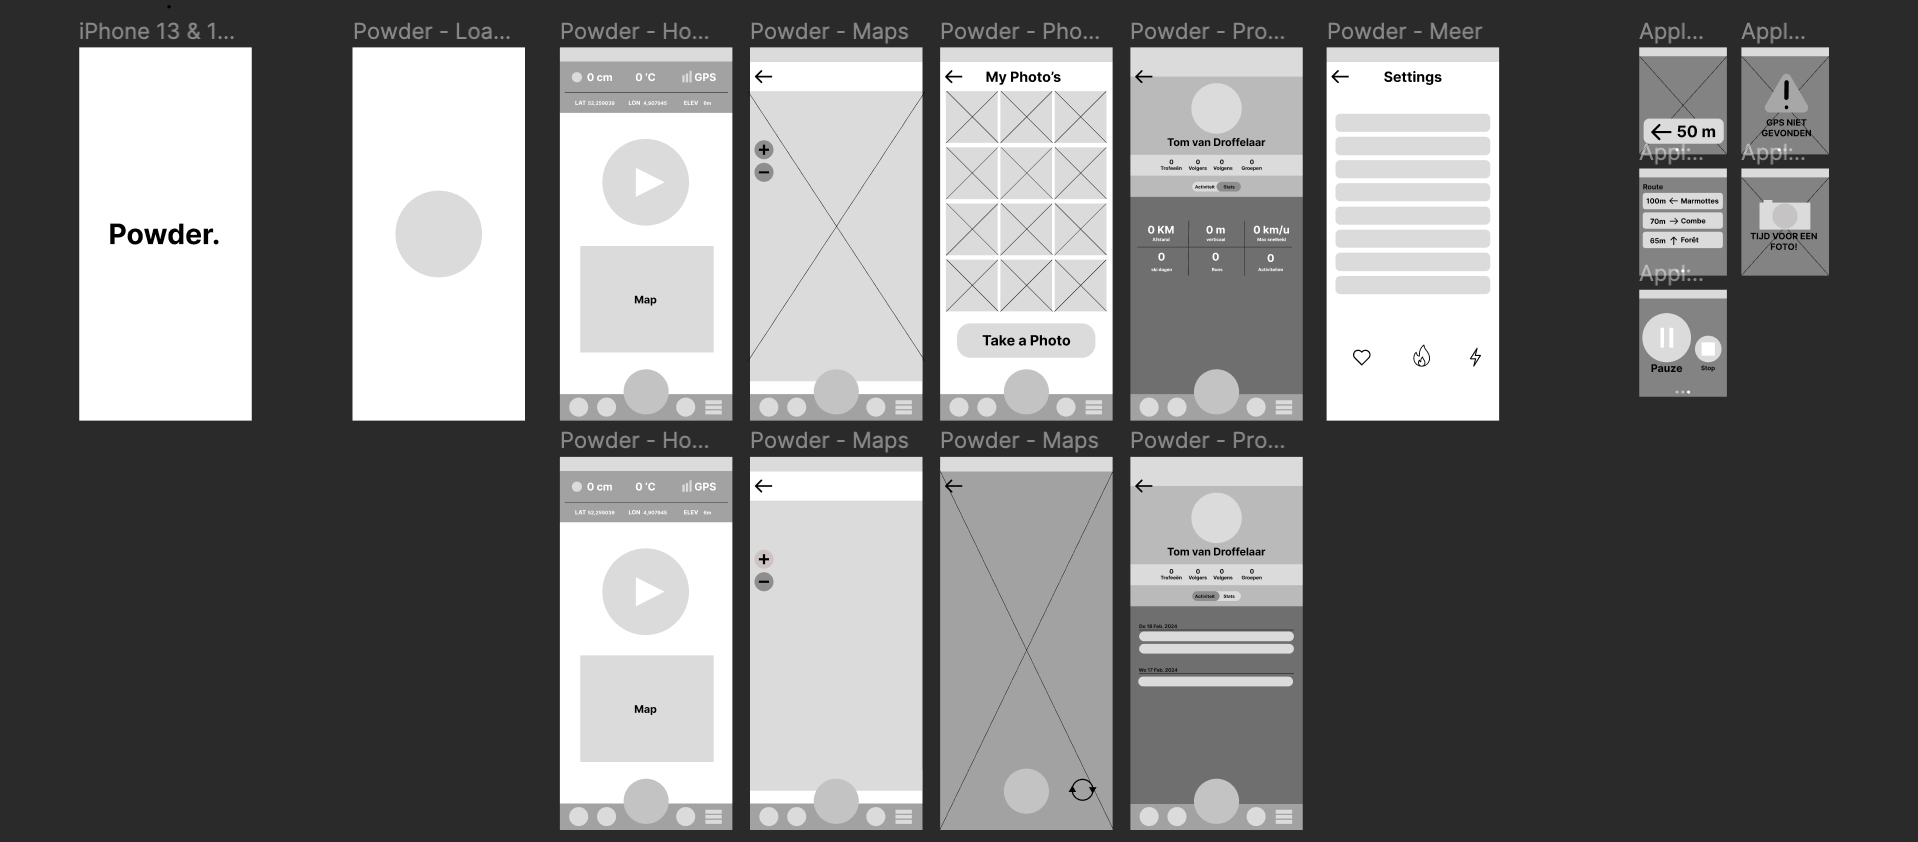 iPhone 13 & 1...
Powder.
Powder - Loa...
Powder - Ho...
0 cm 0 'C GPS
LAT 52,259039 LON 4,907945 ELEV 0m
Map
Powder - Maps
+
−
Powder - Pho...
My Photo's
Take a Photo
Powder - Pro...
Tom van Droffelaar
0 0 0 0
Trofeeën Volgers Volgens Groepen
Activiteit Stats
0 KM 0 m 0 km/u
Afstand verticaal Max snelheid
0 0 0
ski dagen Runs Activiteiten
Powder - Meer
Settings
Appl...
50 m
Appl...
GPS NIET
GEVONDEN
Appl...
Route
100m ← Marmottes
70m → Combe
65m ↑ Forêt
Appl...
TIJD VOOR EEN
FOTO!
Appl...
Pauze Stop
Powder - Ho...
0 cm 0 'C GPS
LAT 52,259039 LON 4,907945 ELEV 0m
Map
Powder - Maps
+
−
Powder - Maps
Powder - Pro...
Tom van Droffelaar
0 0 0 0
Trofeeën Volgers Volgens Groepen
Activiteit Stats
Do 18 Feb. 2024
Wo 17 Feb. 2024